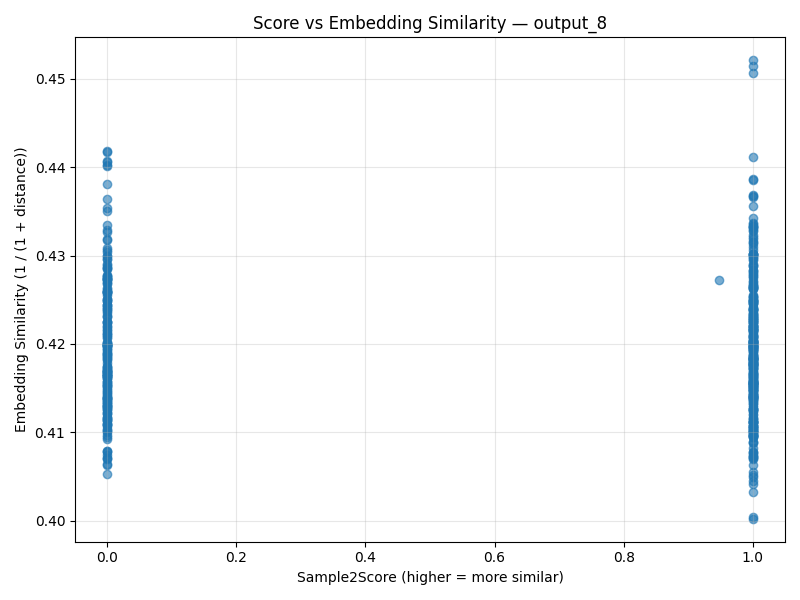 Score vs Embedding Similarity — output_8
Embedding Similarity (1 / (1 + distance))
0.45
0.44
0.43
0.42
0.41
0.40
0.0 0.2 0.4 0.6 0.8 1.0
Sample2Score (higher = more similar)